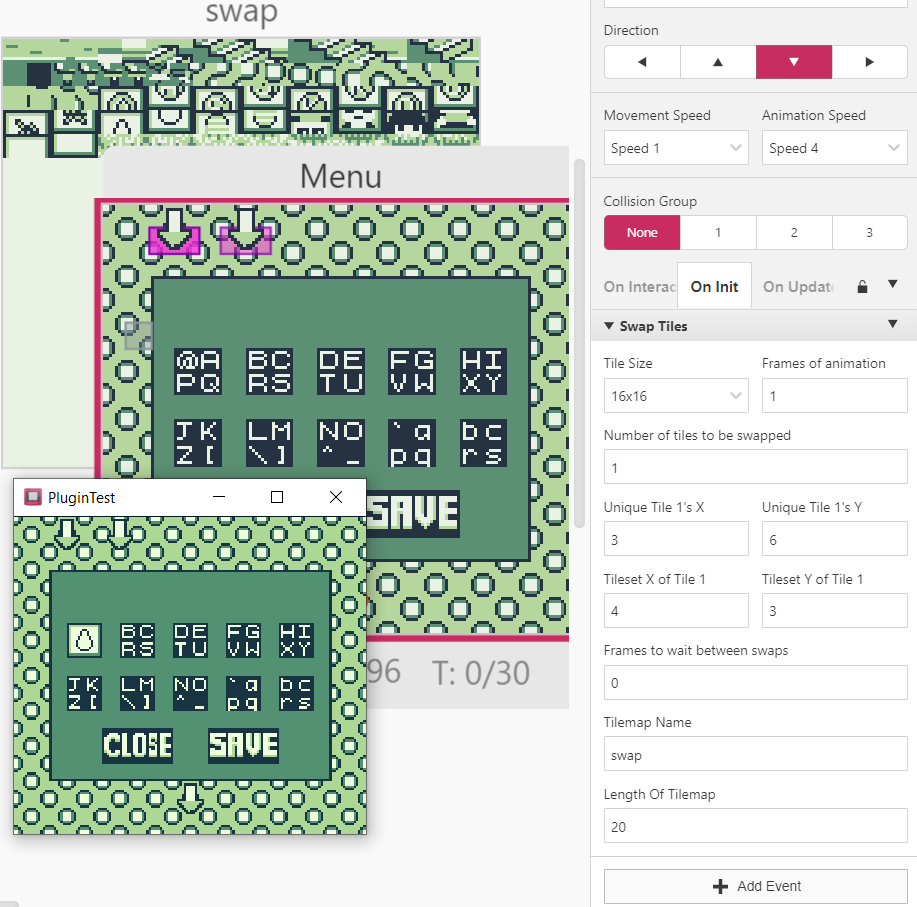 swap
Menu
@A BC DE FG HI
PQ RS TU VW XY
JK LM NO `a bc
Z[ \] ^_ pq rs
SAVE
96 T: 0/30
PluginTest
BC DE FG HI
RS TU VW XY
JK LM NO `a bc
Z[ \] ^_ pq rs
CLOSE SAVE
Direction
Movement Speed Animation Speed
Speed 1 Speed 4
Collision Group
None 1 2 3
On Interac On Init On Updat
Swap Tiles
Tile Size Frames of animation
16x16 1
Number of tiles to be swapped
1
Unique Tile 1's X Unique Tile 1's Y
3 6
Tileset X of Tile 1 Tileset Y of Tile 1
4 3
Frames to wait between swaps
0
Tilemap Name
swap
Length Of Tilemap
20
Add Event